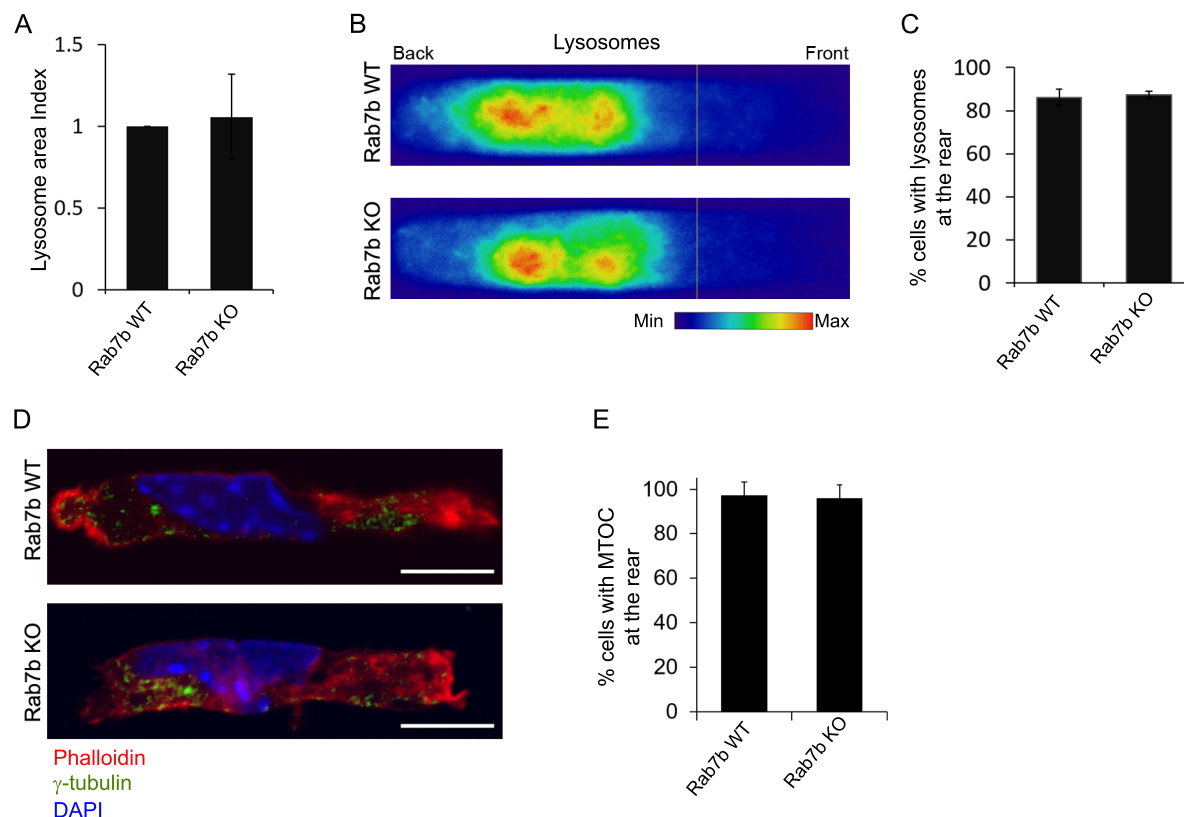 A
1.5
1
0.5
0
Lysosome area Index
Rab7b WT
Rab7b KO
B
Lysosomes
Back
Front
Rab7b WT
Rab7b KO
Min
Max
C
100
80
60
40
20
0
% cells with lysosomes
at the rear
Rab7b WT
Rab7b KO
D
Rab7b WT
Rab7b KO
Phalloidin
γ-tubulin
DAPI
E
100
80
60
40
20
0
% cells with MTOC
at the rear
Rab7b WT
Rab7b KO